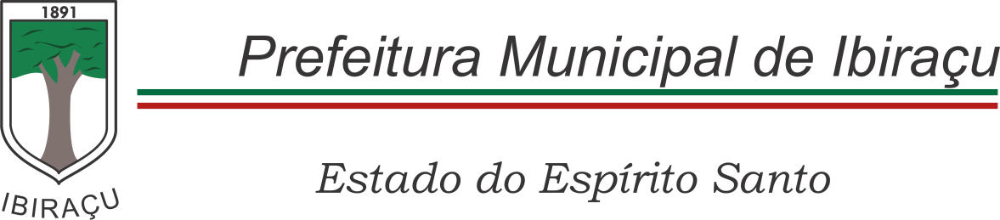 1891
IBIRAÇU
Prefeitura Municipal de Ibiraçu
Estado do Espírito Santo